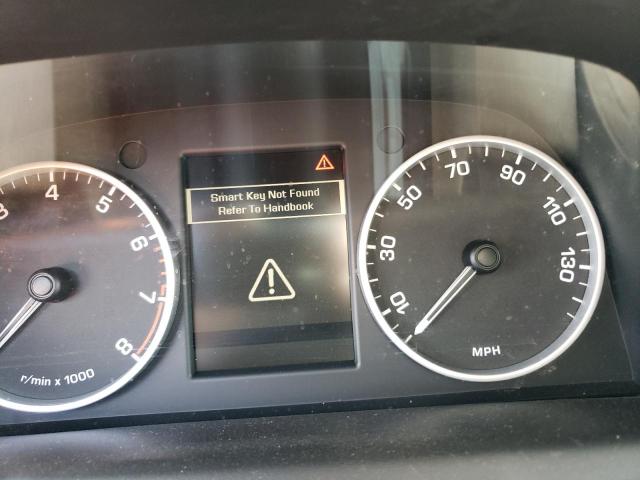 Smart Key Not Found
Refer To Handbook
3 4 5 6 7 8
r/min x 1000
10 30 50 70 90 110 130
MPH